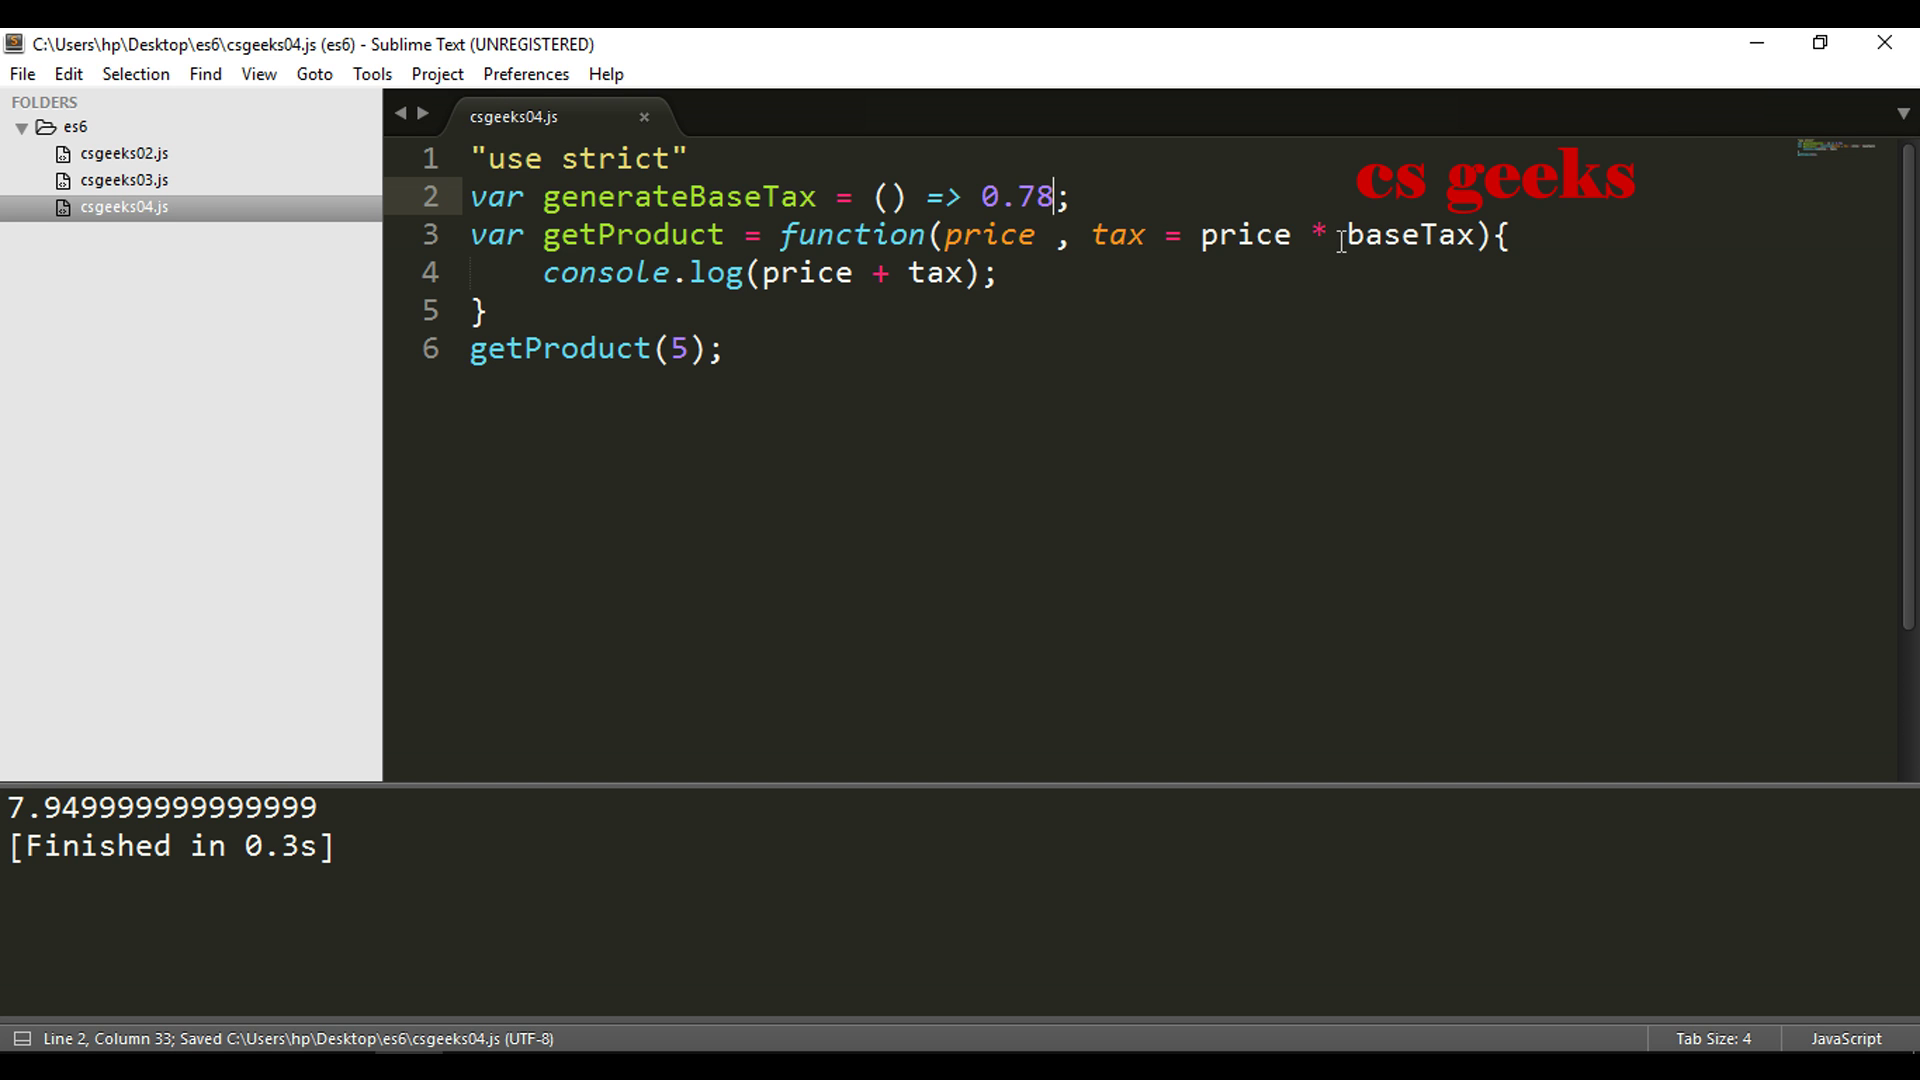 C:\Users\hp\Desktop\es6\csgeeks04.js (es6) - Sublime Text (UNREGISTERED)
File Edit Selection Find View Goto Tools Project Preferences Help
FOLDERS
es6
csgeeks02.js
csgeeks03.js
csgeeks04.js
csgeeks04.js ×
cs geeks
1 "use strict"
2 var generateBaseTax = () => 0.78;
3 var getProduct = function(price , tax = price * baseTax){
4     console.log(price + tax);
5 }
6 getProduct(5);
7.949999999999999
[Finished in 0.3s]
Line 2, Column 33; Saved C:\Users\hp\Desktop\es6\csgeeks04.js (UTF-8) Tab Size: 4 JavaScript